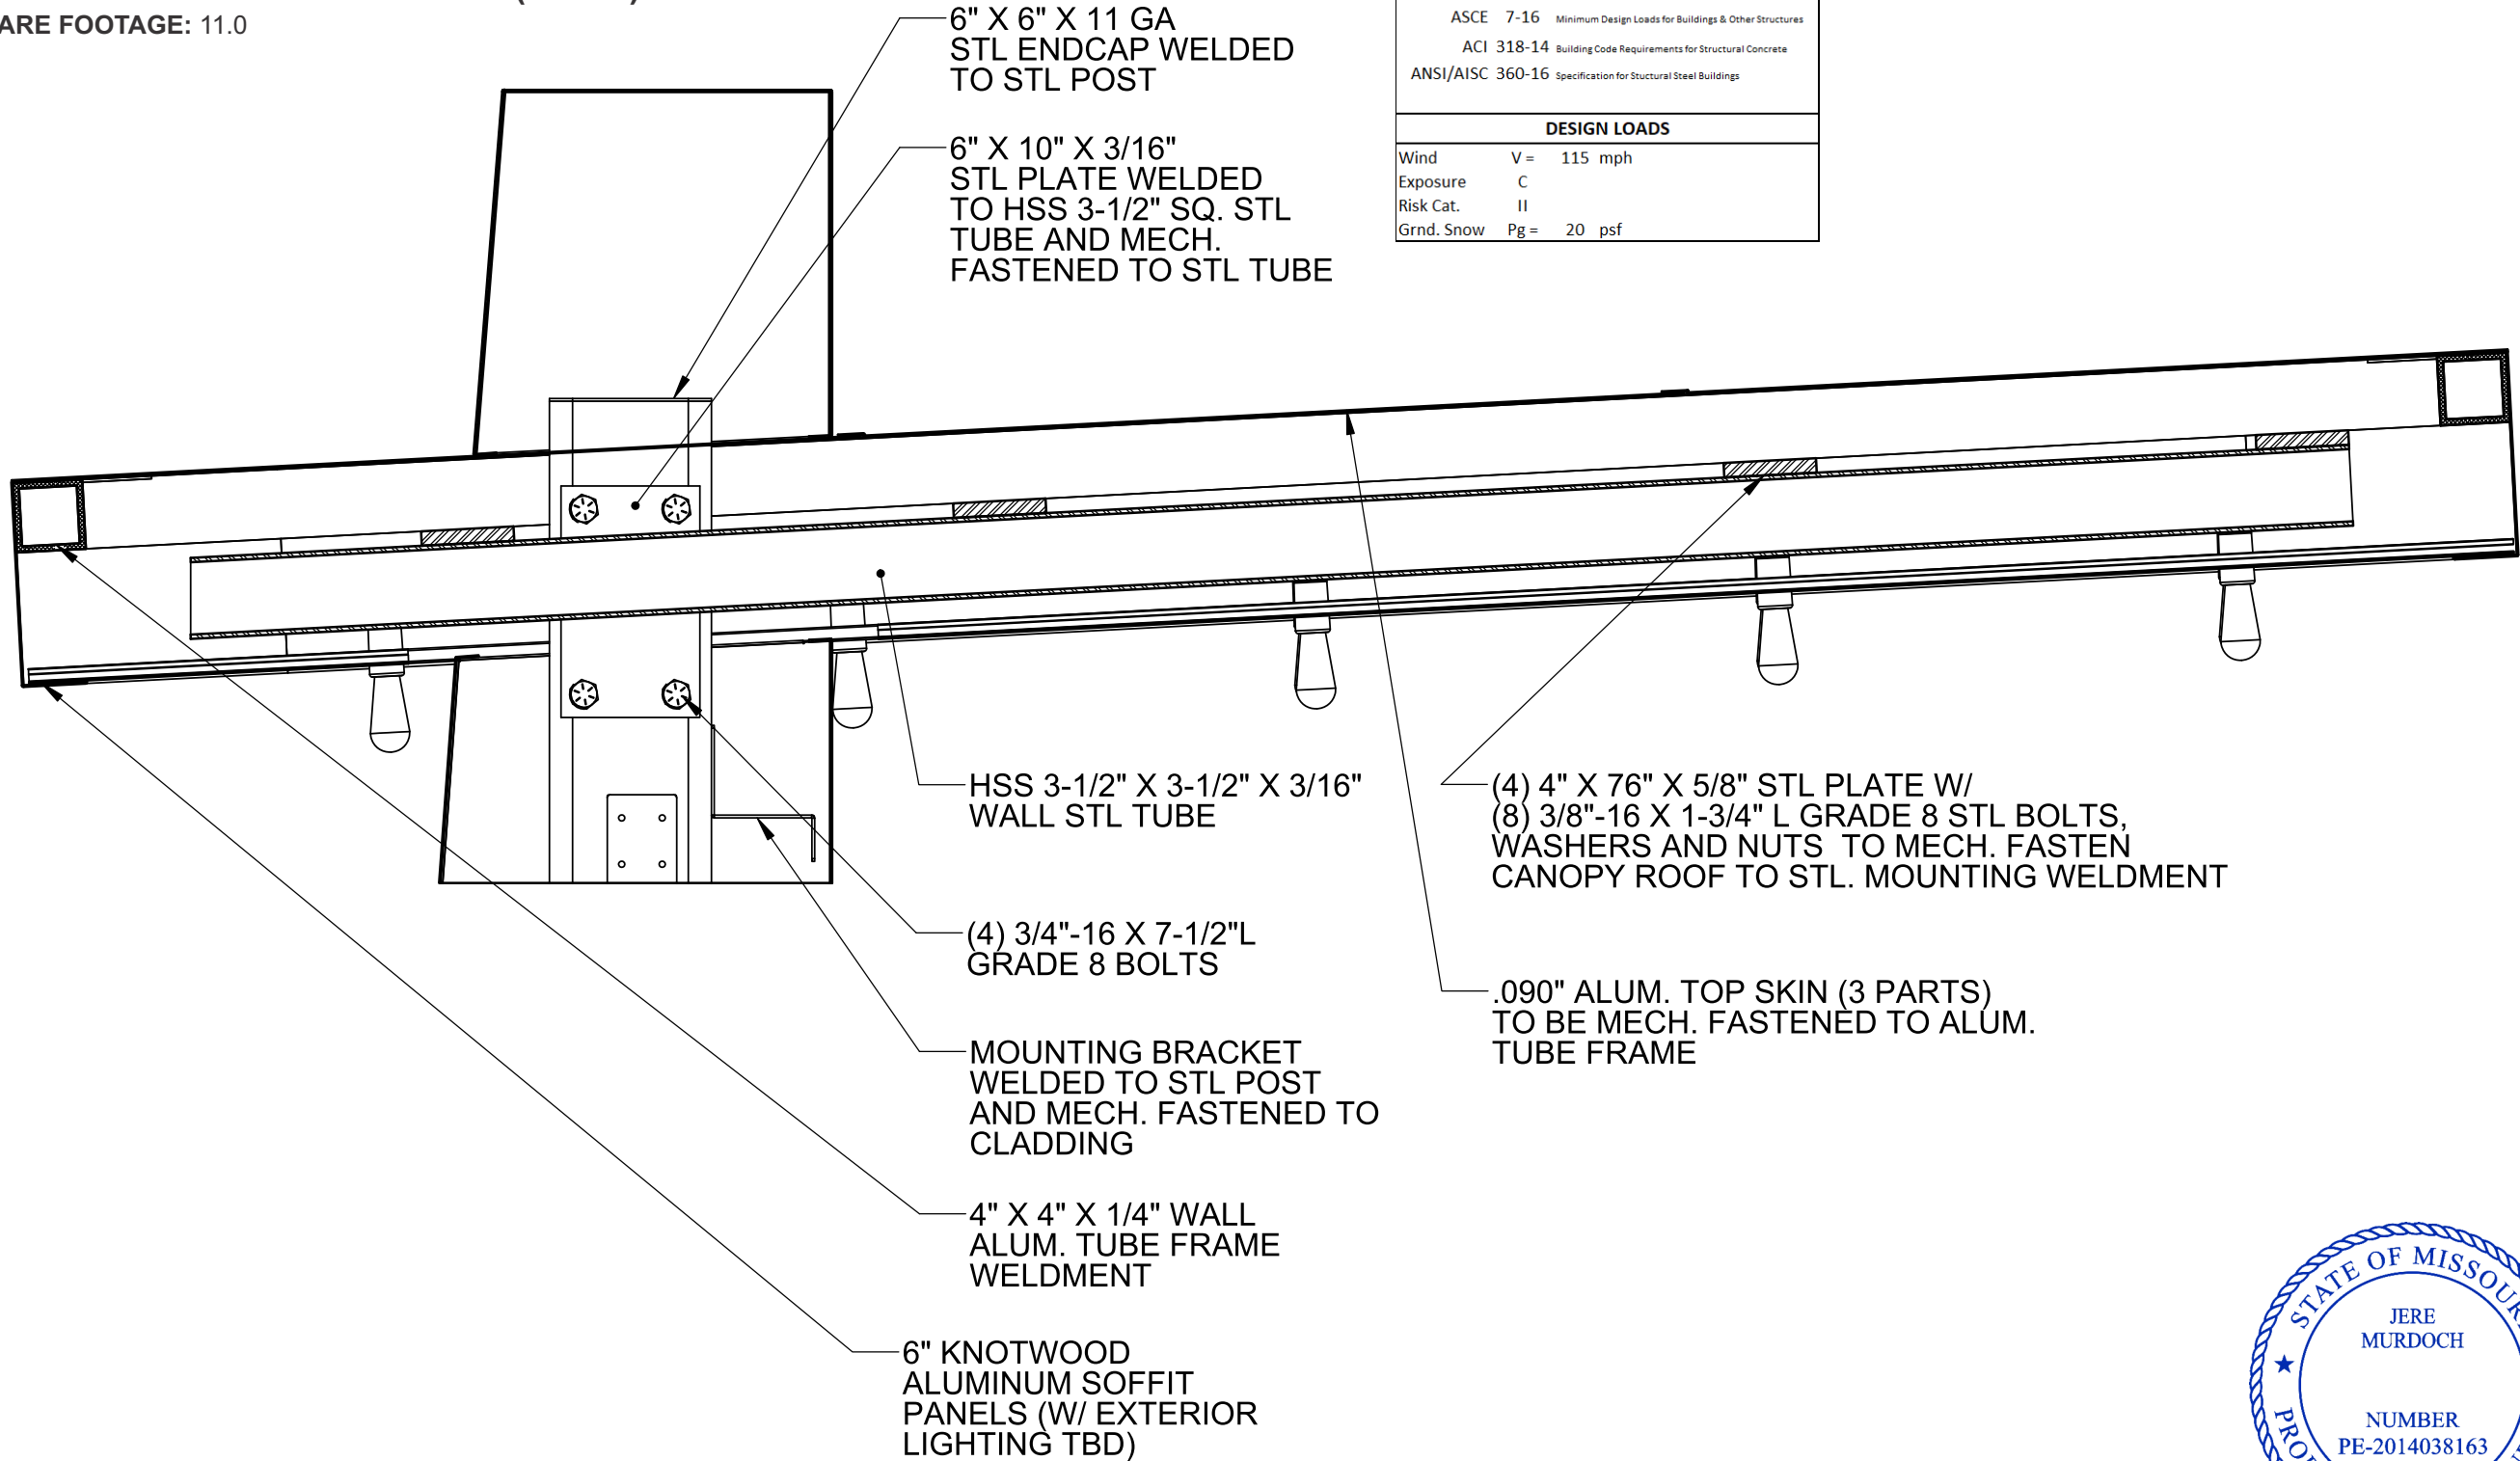 ARE FOOTAGE: 11.0
6" X 6" X 11 GA
STL ENDCAP WELDED
TO STL POST
6" X 10" X 3/16"
STL PLATE WELDED
TO HSS 3-1/2" SQ. STL
TUBE AND MECH.
FASTENED TO STL TUBE
ASCE 7-16 Minimum Design Loads for Buildings & Other Structures
ACI 318-14 Building Code Requirements for Structural Concrete
ANSI/AISC 360-16 Specification for Stuctural Steel Buildings
DESIGN LOADS
Wind V = 115 mph
Exposure C
Risk Cat. II
Grnd. Snow Pg = 20 psf
HSS 3-1/2" X 3-1/2" X 3/16"
WALL STL TUBE
(4) 3/4"-16 X 7-1/2"L
GRADE 8 BOLTS
MOUNTING BRACKET
WELDED TO STL POST
AND MECH. FASTENED TO
CLADDING
4" X 4" X 1/4" WALL
ALUM. TUBE FRAME
WELDMENT
6" KNOTWOOD
ALUMINUM SOFFIT
PANELS (W/ EXTERIOR
LIGHTING TBD)
(4) 4" X 76" X 5/8" STL PLATE W/
(8) 3/8"-16 X 1-3/4" L GRADE 8 STL BOLTS,
WASHERS AND NUTS TO MECH. FASTEN
CANOPY ROOF TO STL. MOUNTING WELDMENT
.090" ALUM. TOP SKIN (3 PARTS)
TO BE MECH. FASTENED TO ALUM.
TUBE FRAME
STATE OF MISSOURI
JERE
MURDOCH
NUMBER
PE-2014038163
PRO